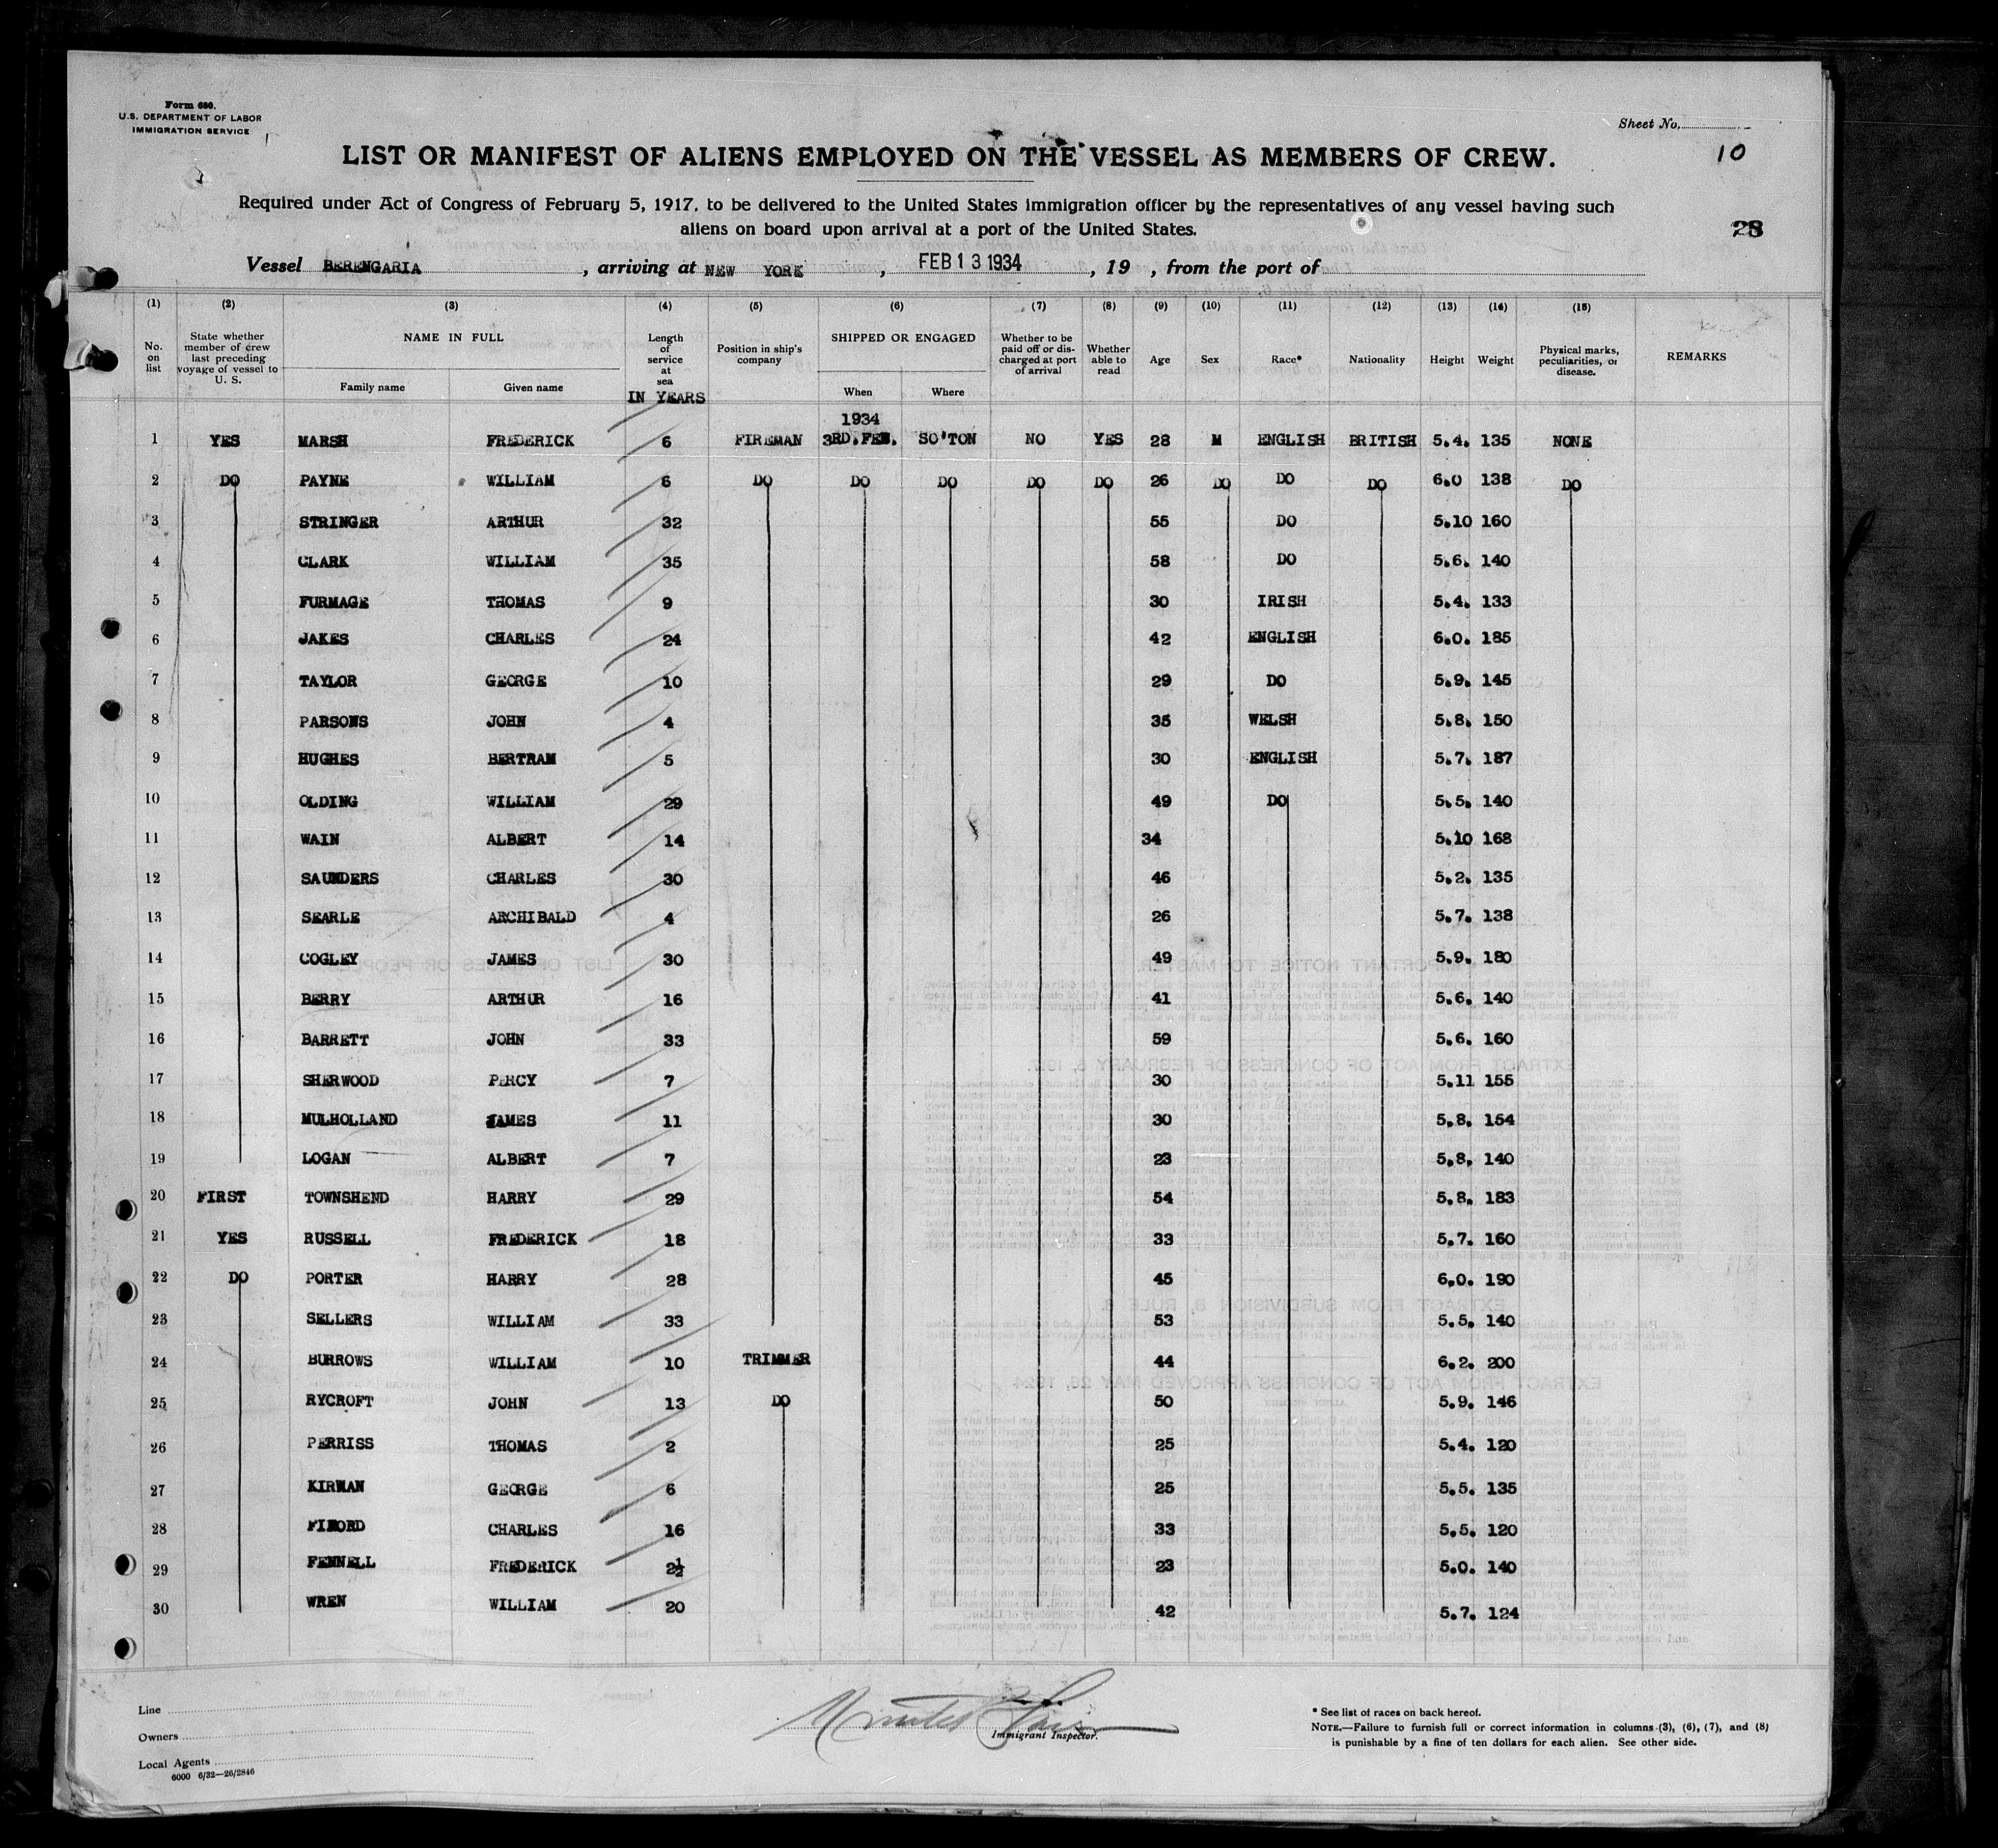 Form 680.
U.S. DEPARTMENT OF LABOR
IMMIGRATION SERVICE
Sheet No.
10
LIST OR MANIFEST OF ALIENS EMPLOYED ON THE VESSEL AS MEMBERS OF CREW.
Required under Act of Congress of February 5, 1917, to be delivered to the United States immigration officer by the representatives of any vessel having such
aliens on board upon arrival at a port of the United States.
28
Vessel BERENGARIA , arriving at NEW YORK , FEB 13 1934 , 19 , from the port of
(1) (2) (3) (4) (5) (6) (7) (8) (9) (10) (11) (12) (13) (14) (15)
No. on list
State whether member of crew last preceding voyage of vessel to U. S.
NAME IN FULL
Family name Given name
Length of service at sea
IN YEARS
Position in ship's company
SHIPPED OR ENGAGED
When Where
Whether to be paid off or discharged at port of arrival
Whether able to read
Age
Sex
Race*
Nationality
Height
Weight
Physical marks, peculiarities, or disease.
REMARKS
1934
1 YES MARSH FREDERICK 6 FIREMAN 3RD.FEB. SO'TON NO YES 28 M ENGLISH BRITISH 5.4. 135 NONE
2 DO PAYNE WILLIAM 6 DO DO DO DO DO 26 DO DO DO 6.0 138 DO
3 STRINGER ARTHUR 32 55 DO 5.10 160
4 CLARK WILLIAM 35 58 DO 5.6. 140
5 FURMAGE THOMAS 9 30 IRISH 5.4. 133
6 JAKES CHARLES 24 42 ENGLISH 6.0. 185
7 TAYLOR GEORGE 10 29 DO 5.9. 145
8 PARSONS JOHN 4 35 WELSH 5.8. 150
9 HUGHES BERTRAM 5 30 ENGLISH 5.7. 187
10 OLDING WILLIAM 29 49 DO 5.5. 140
11 WAIN ALBERT 14 34 5.10 168
12 SAUNDERS CHARLES 30 46 5.2. 135
13 SEARLE ARCHIBALD 4 26 5.7. 138
14 COGLEY JAMES 30 49 5.9. 180
15 BERRY ARTHUR 16 41 5.6. 140
16 BARRETT JOHN 33 59 5.6. 160
17 SHERWOOD PERCY 7 30 5.11 155
18 MULHOLLAND JAMES 11 30 5.8. 154
19 LOGAN ALBERT 7 23 5.8. 140
20 FIRST TOWNSHEND HARRY 29 54 5.8. 183
21 YES RUSSELL FREDERICK 18 33 5.7. 160
22 DO PORTER HARRY 28 45 6.0. 190
23 SELLERS WILLIAM 33 53 5.5. 140
24 BURROWS WILLIAM 10 TRIMMER 44 6.2. 200
25 RYCROFT JOHN 13 DO 50 5.9. 146
26 PERRISS THOMAS 2 25 5.4. 120
27 KIRMAN GEORGE 6 25 5.5. 135
28 CHARLES 16 33 5.5. 120
29 FENNELL FREDERICK 2½ 23 5.0. 140
30 WREN WILLIAM 20 42 5.7. 124
Line
Owners
Local Agents
6000 6/32—26/2846
Immigrant Inspector.
* See list of races on back hereof.
NOTE.—Failure to furnish full or correct information in columns (3), (6), (7), and (8)
is punishable by a fine of ten dollars for each alien. See other side.